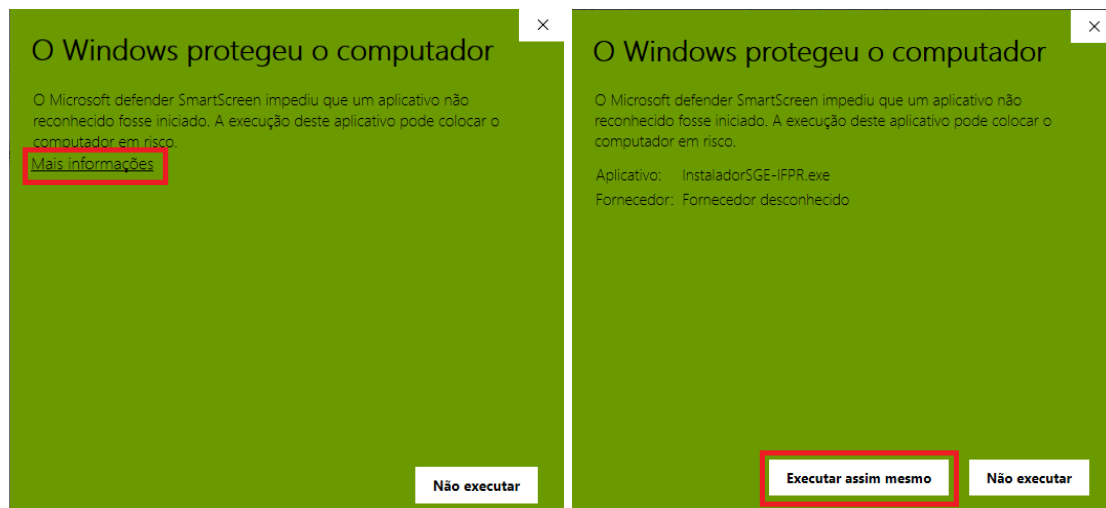 O Windows protegeu o computador
O Microsoft defender SmartScreen impediu que um aplicativo não
reconhecido fosse iniciado. A execução deste aplicativo pode colocar o
computador em risco.
Mais informações
Não executar
O Windows protegeu o computador
O Microsoft defender SmartScreen impediu que um aplicativo não
reconhecido fosse iniciado. A execução deste aplicativo pode colocar o
computador em risco.
Aplicativo: InstaladorSGE-IFPR.exe
Fornecedor: Fornecedor desconhecido
Executar assim mesmo Não executar